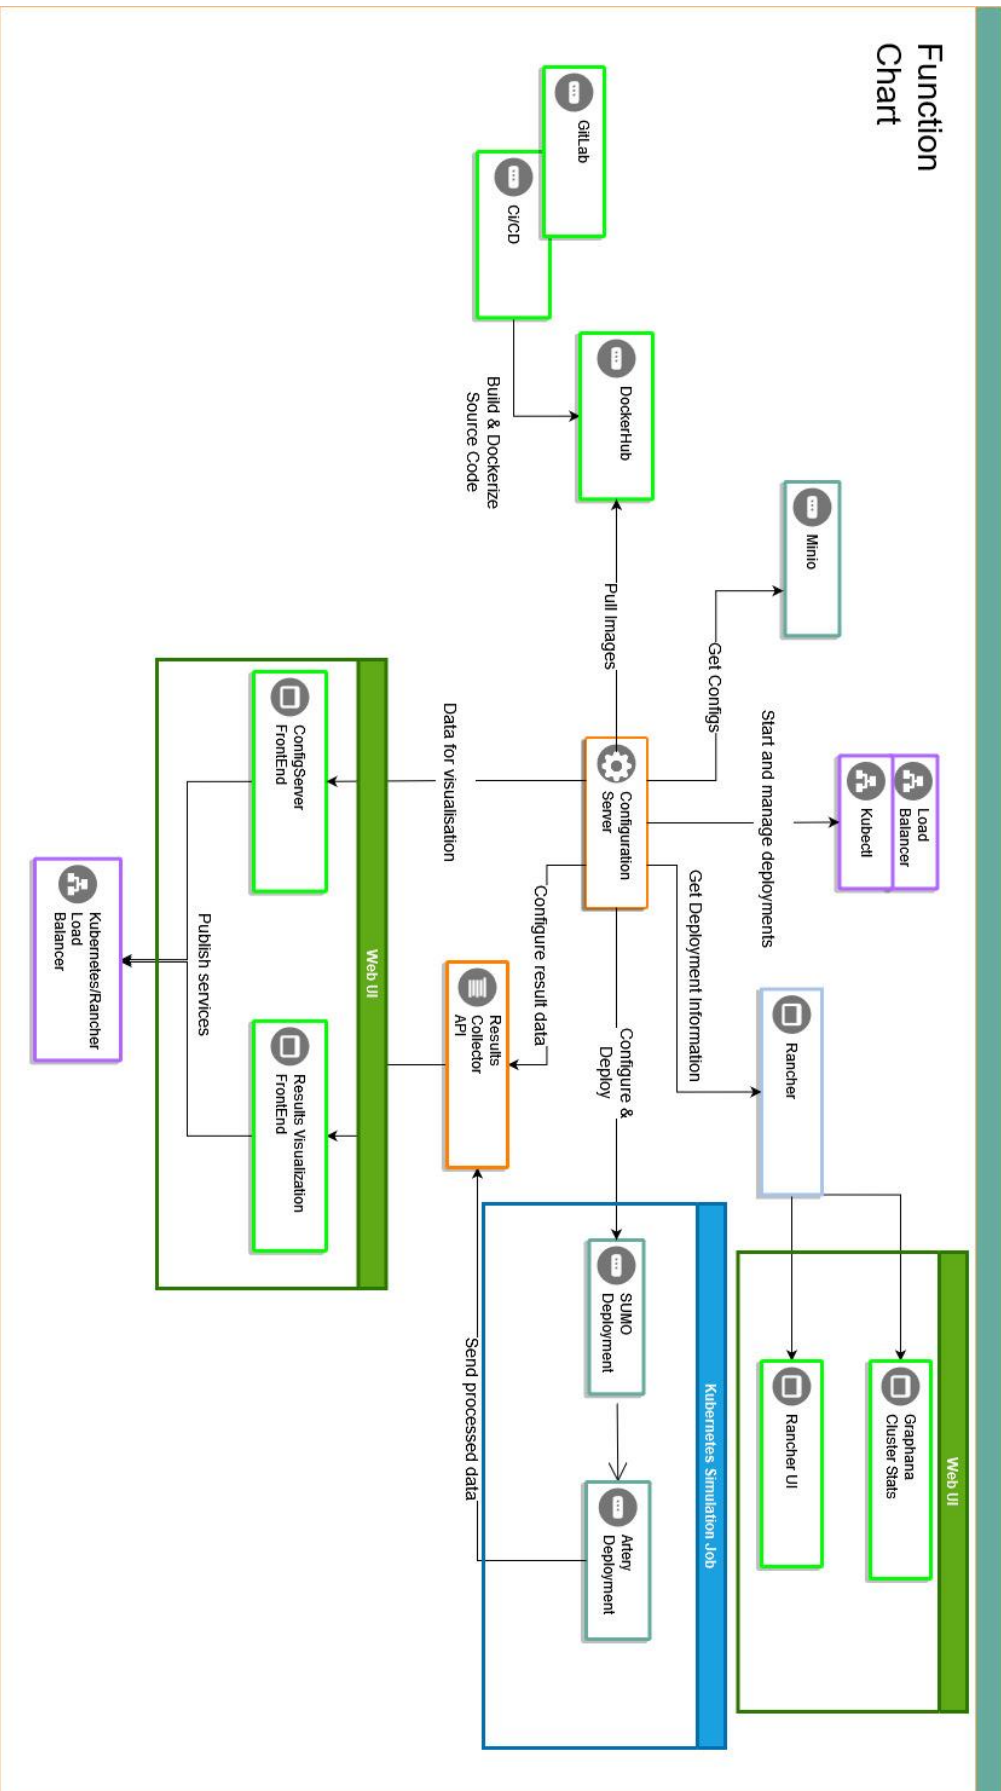 Function
Chart
GitLab
Ci/CD
Build & Dockerize
Source Code
DockerHub
Pull Images
Minio
Get Configs
Load
Balancer
Kubectl
Start and manage deployments
Configuration
Server
Get Deployment Information
Rancher
Web UI
Graphana
Cluster Stats
Rancher UI
Configure &
Deploy
Kubernetes Simulation Job
SUMO
Deployment
Artery
Deployment
Send processed data
Configure result data
Results
Collector
API
Data for visualisation
Web UI
ConfigServer
FrontEnd
Results Visualization
FrontEnd
Publish services
Kubernetes/Rancher
Load
Balancer